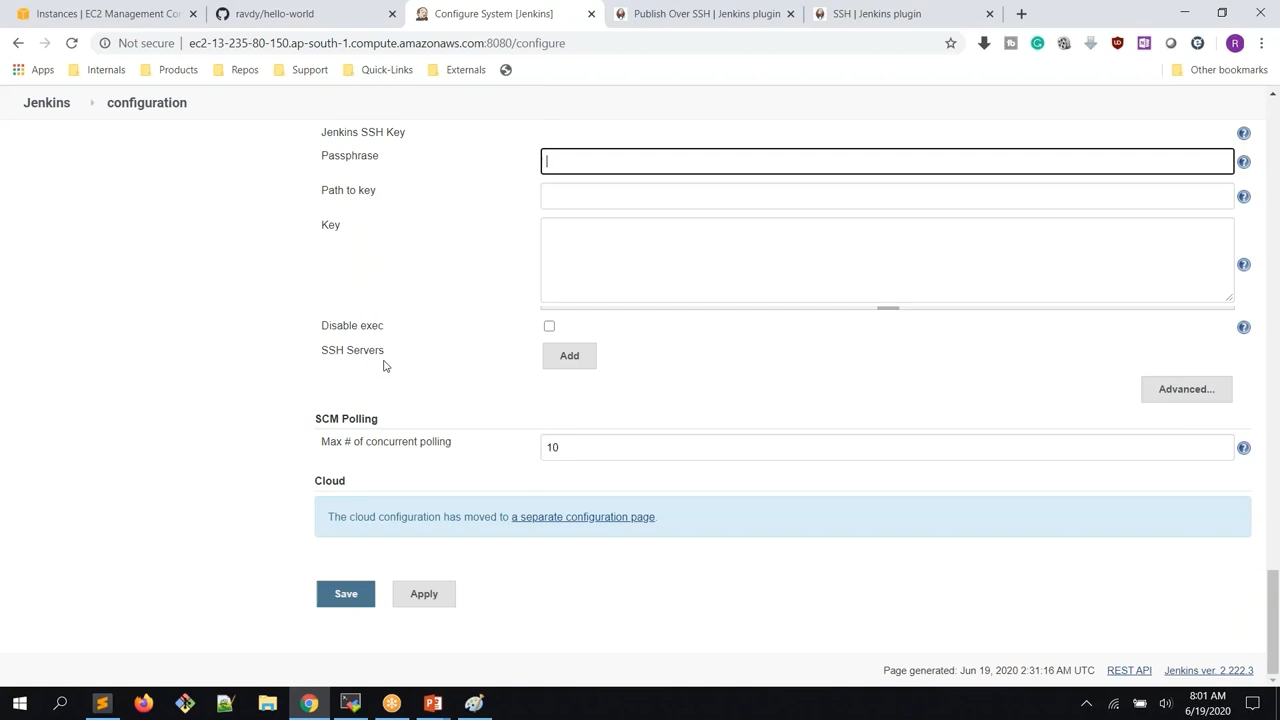 Instances | EC2 Management Con
ravdy/hello-world
Configure System [Jenkins]
Publish Over SSH | Jenkins plugin
SSH | Jenkins plugin
Not secure | ec2-13-235-80-150.ap-south-1.compute.amazonaws.com:8080/configure
Apps Internals Products Repos Support Quick-Links Externals Other bookmarks
Jenkins configuration
Jenkins SSH Key
Passphrase
Path to key
Key
Disable exec
SSH Servers Add
Advanced...
SCM Polling
Max # of concurrent polling 10
Cloud
The cloud configuration has moved to a separate configuration page.
Save Apply
Page generated: Jun 19, 2020 2:31:16 AM UTC REST API Jenkins ver. 2.222.3
8:01 AM
6/19/2020